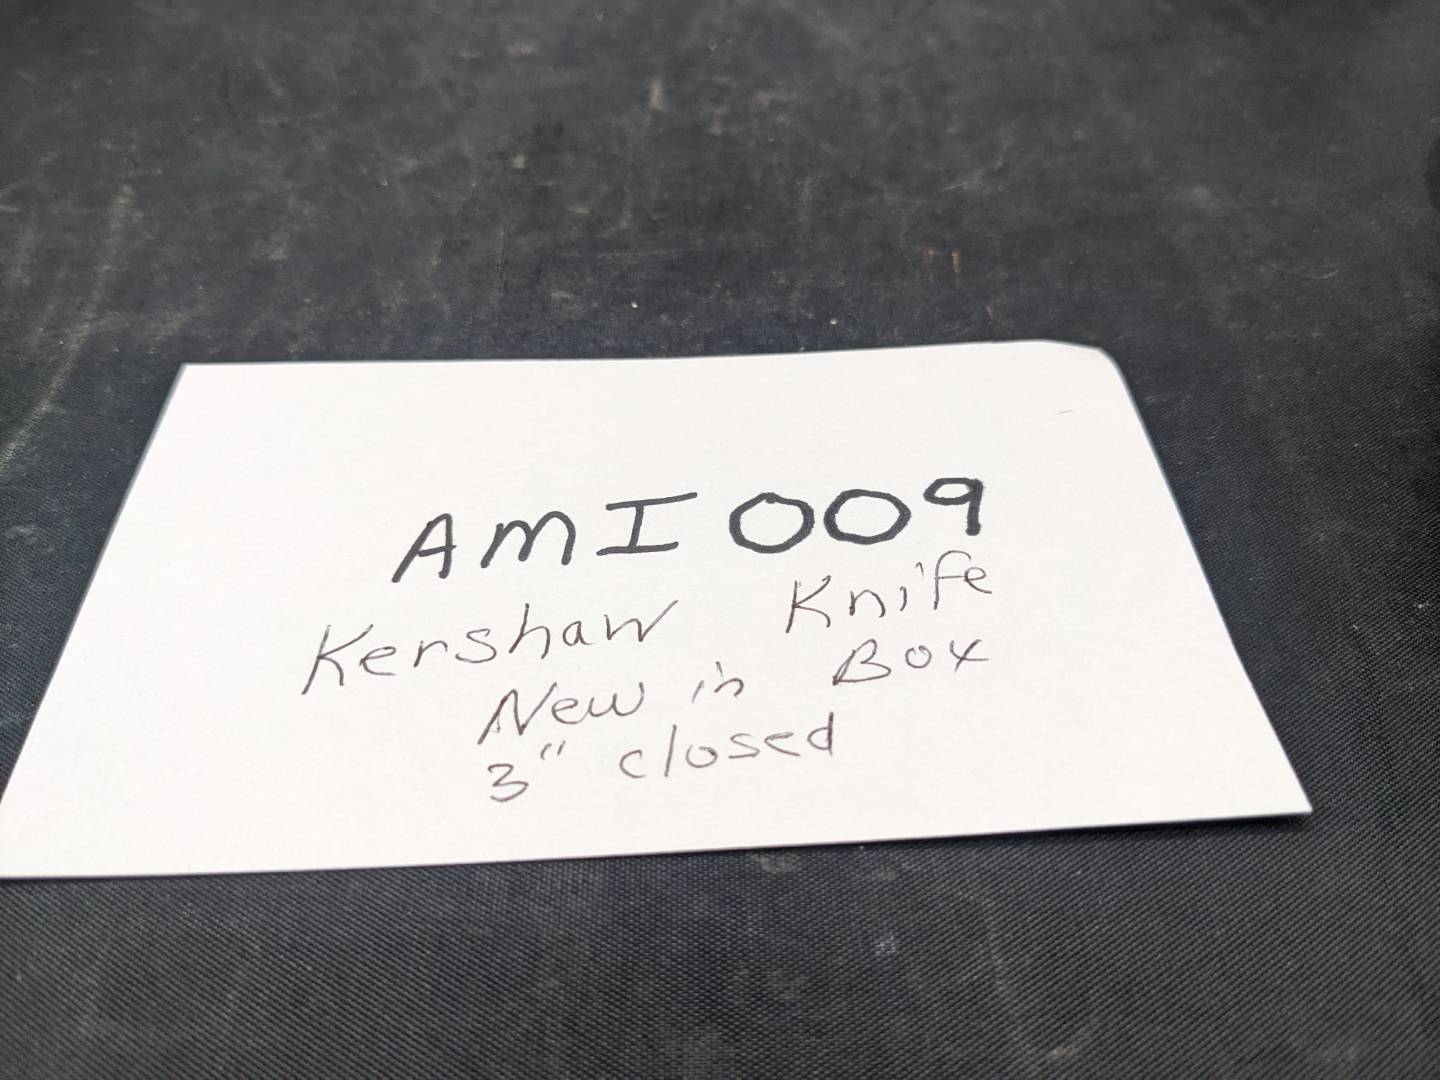 AMI009
Kershaw Knife
New in Box
3" closed